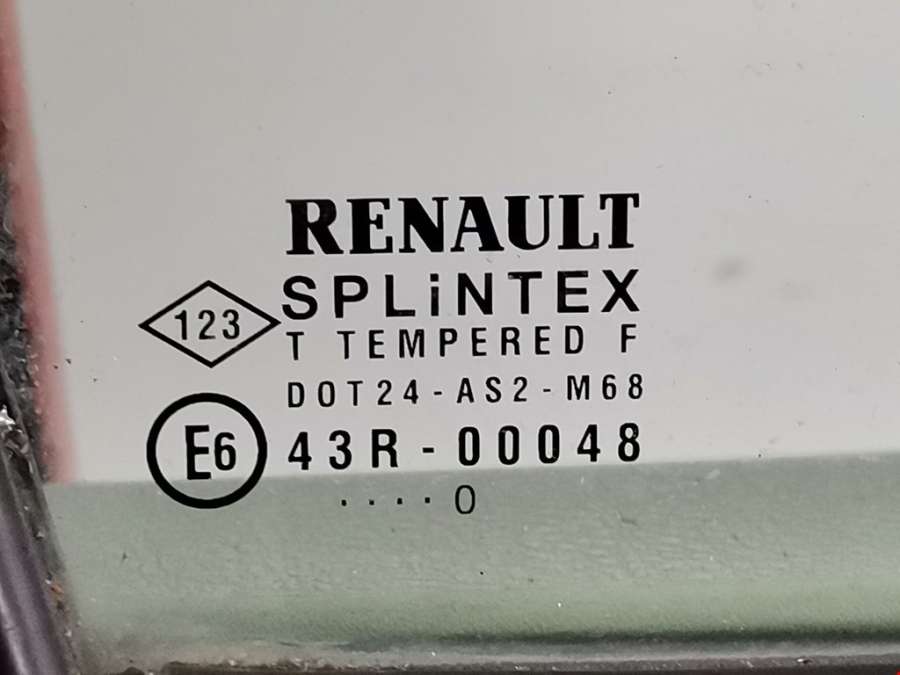 RENAULT
SPLiNTEX
123
T TEMPERED F
DOT24-AS2-M68
E6
43R-00048
....0